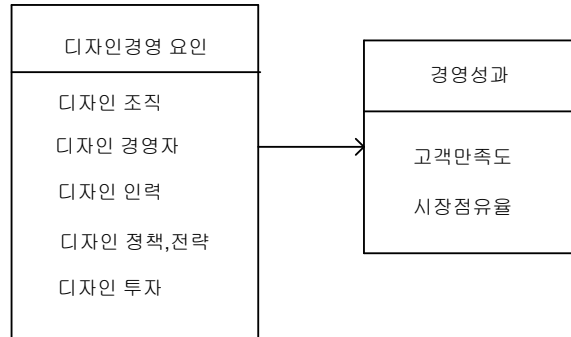 디자인경영 요인
디자인 조직
디자인 경영자
디자인 인력
디자인 졍책,전략
디자인 투자
경영성과
고객만족도
시장점유율